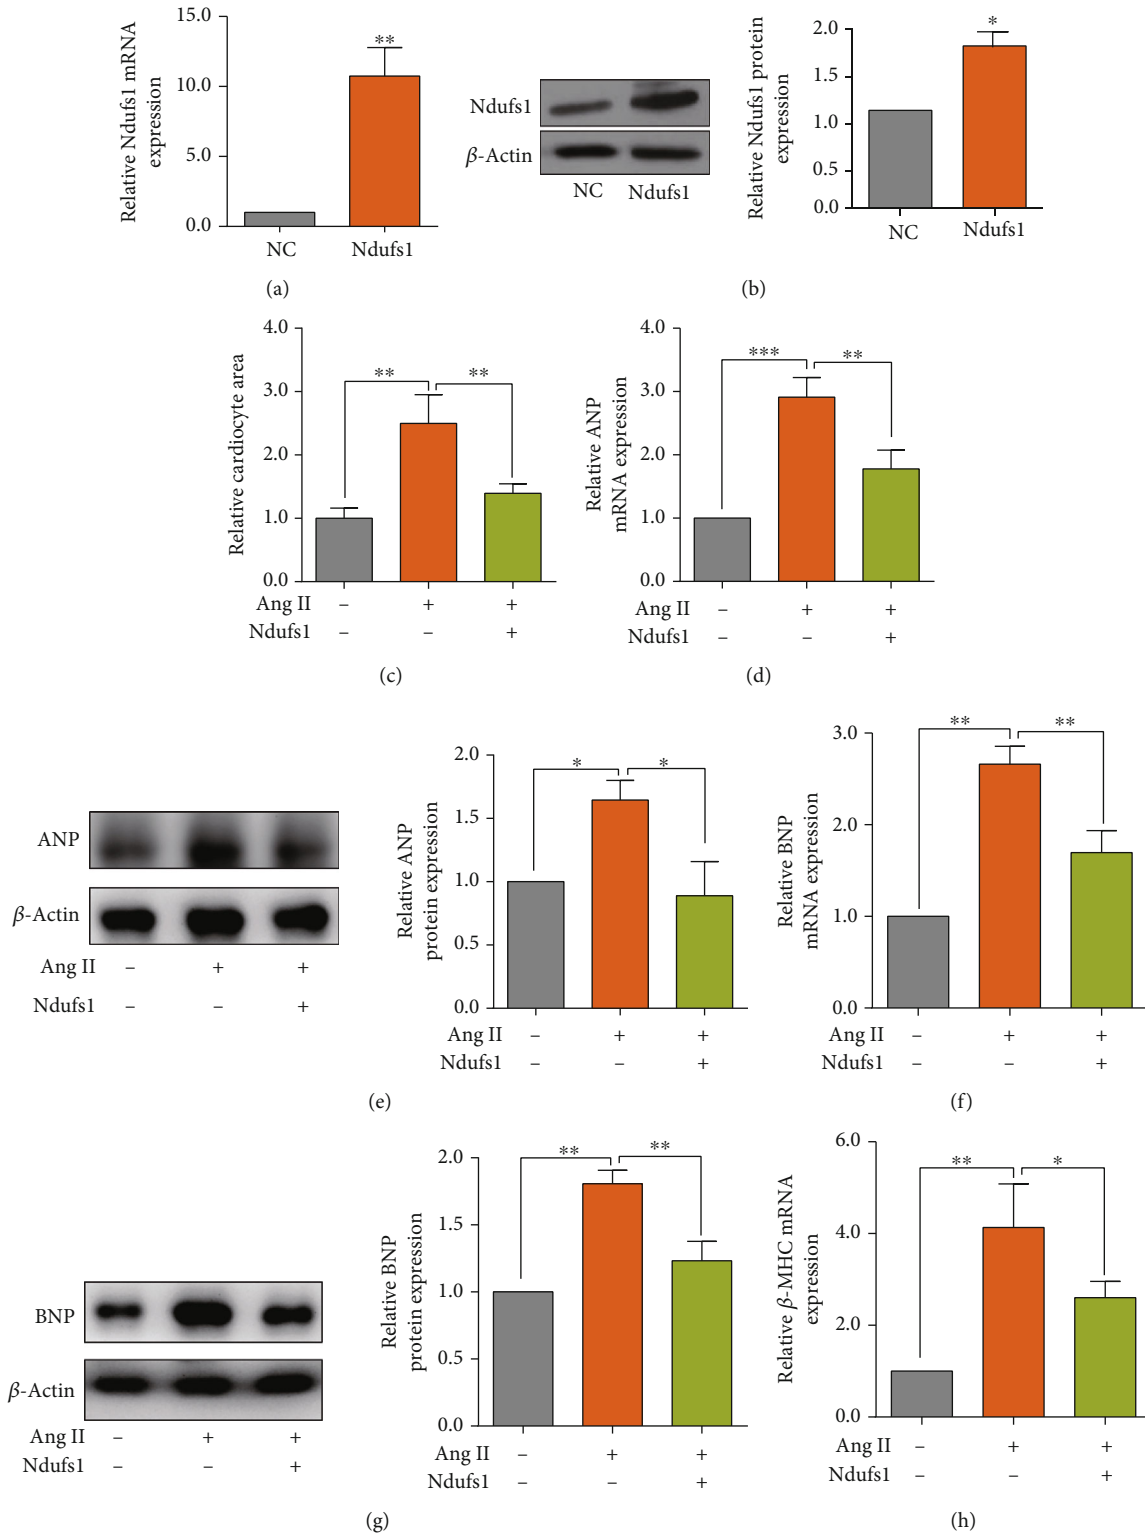 Relative Ndufs1 mRNA
expression
15.0
10.0
5.0
0.0
**
NC Ndufs1
(a)
Ndufs1
β-Actin
NC Ndufs1
Relative Ndufs1 protein
expression
2.0
1.5
1.0
0.5
0.0
*
NC Ndufs1
(b)
Relative cardiocyte area
4.0
3.0
2.0
1.0
0.0
** **
Ang II – + +
Ndufs1 – – +
(c)
Relative ANP
mRNA expression
4.0
3.0
2.0
1.0
0.0
*** **
Ang II – + +
Ndufs1 – – +
(d)
ANP
β-Actin
Ang II – + +
Ndufs1 – – +
Relative ANP
protein expression
2.0
1.5
1.0
0.5
0.0
* *
Ang II – + +
Ndufs1 – – +
(e)
Relative BNP
mRNA expression
3.0
2.0
1.0
0.0
** **
Ang II – + +
Ndufs1 – – +
(f)
BNP
β-Actin
Ang II – + +
Ndufs1 – – +
Relative BNP
protein expression
2.0
1.5
1.0
0.5
0.0
** **
Ang II – + +
Ndufs1 – – +
(g)
Relative β-MHC mRNA
expression
6.0
4.0
2.0
0.0
** *
Ang II – + +
Ndufs1 – – +
(h)